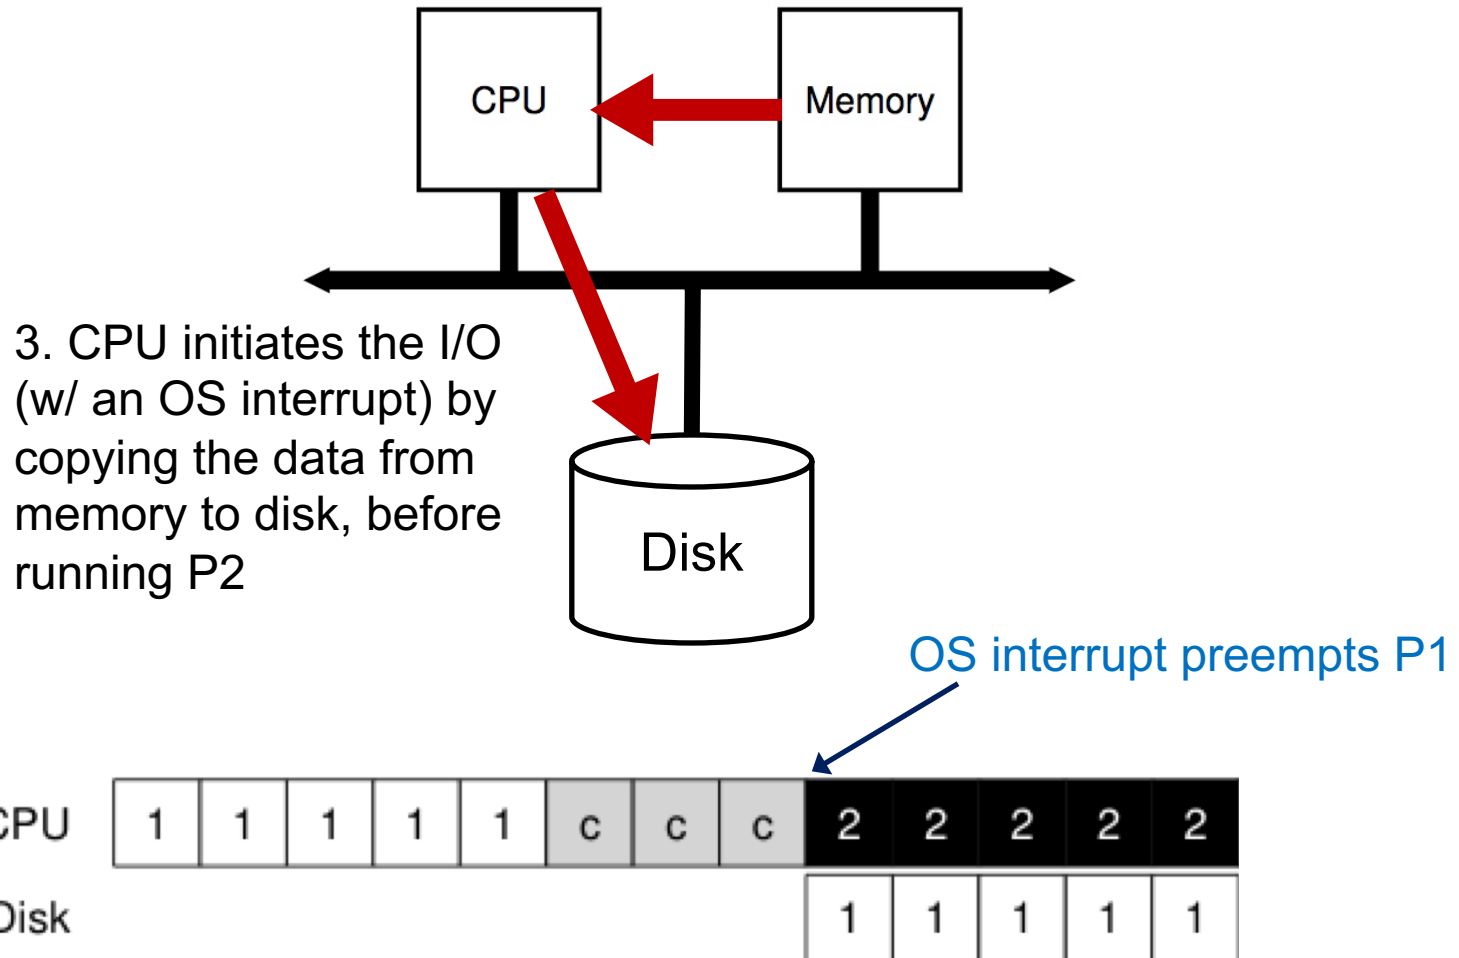 CPU
Memory
3. CPU initiates the I/O
(w/ an OS interrupt) by
copying the data from
memory to disk, before
running P2
Disk
OS interrupt preempts P1
CPU 1 1 1 1 1 c c c 2 2 2 2 2
Disk 1 1 1 1 1